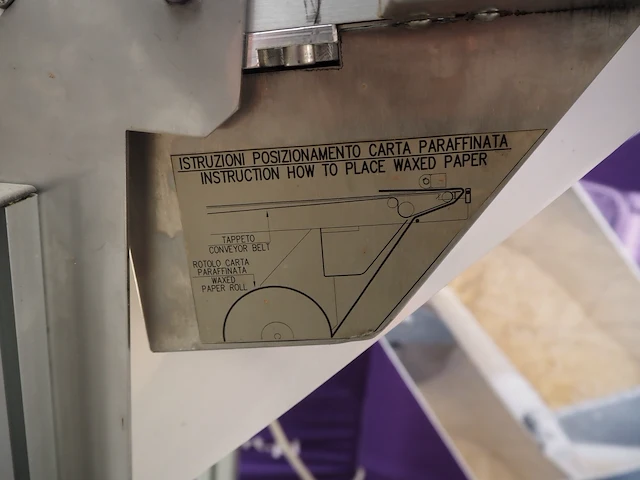 ISTRUZIONI POSIZIONAMENTO CARTA PARAFFINATA
INSTRUCTION HOW TO PLACE WAXED PAPER
TAPPETO
CONVEYOR BELT
ROTOLO CARTA
PARAFFINATA
WAXED
PAPER ROLL